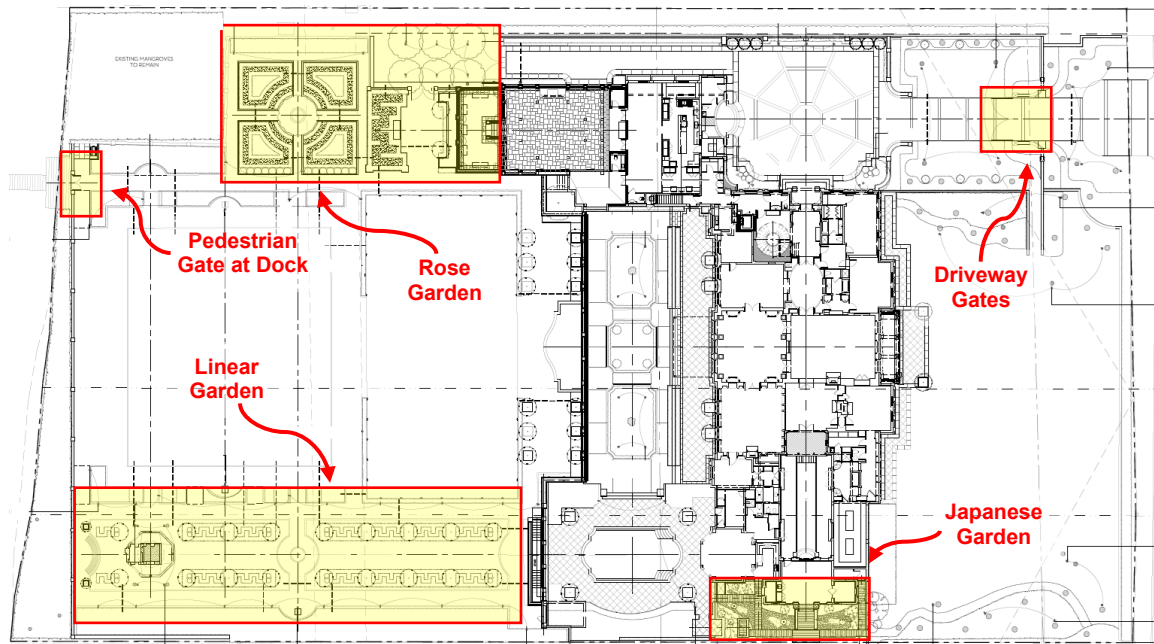 EXISTING MANGROVES
TO REMAIN
Pedestrian
Gate at Dock
Rose
Garden
Driveway
Gates
Linear
Garden
Japanese
Garden